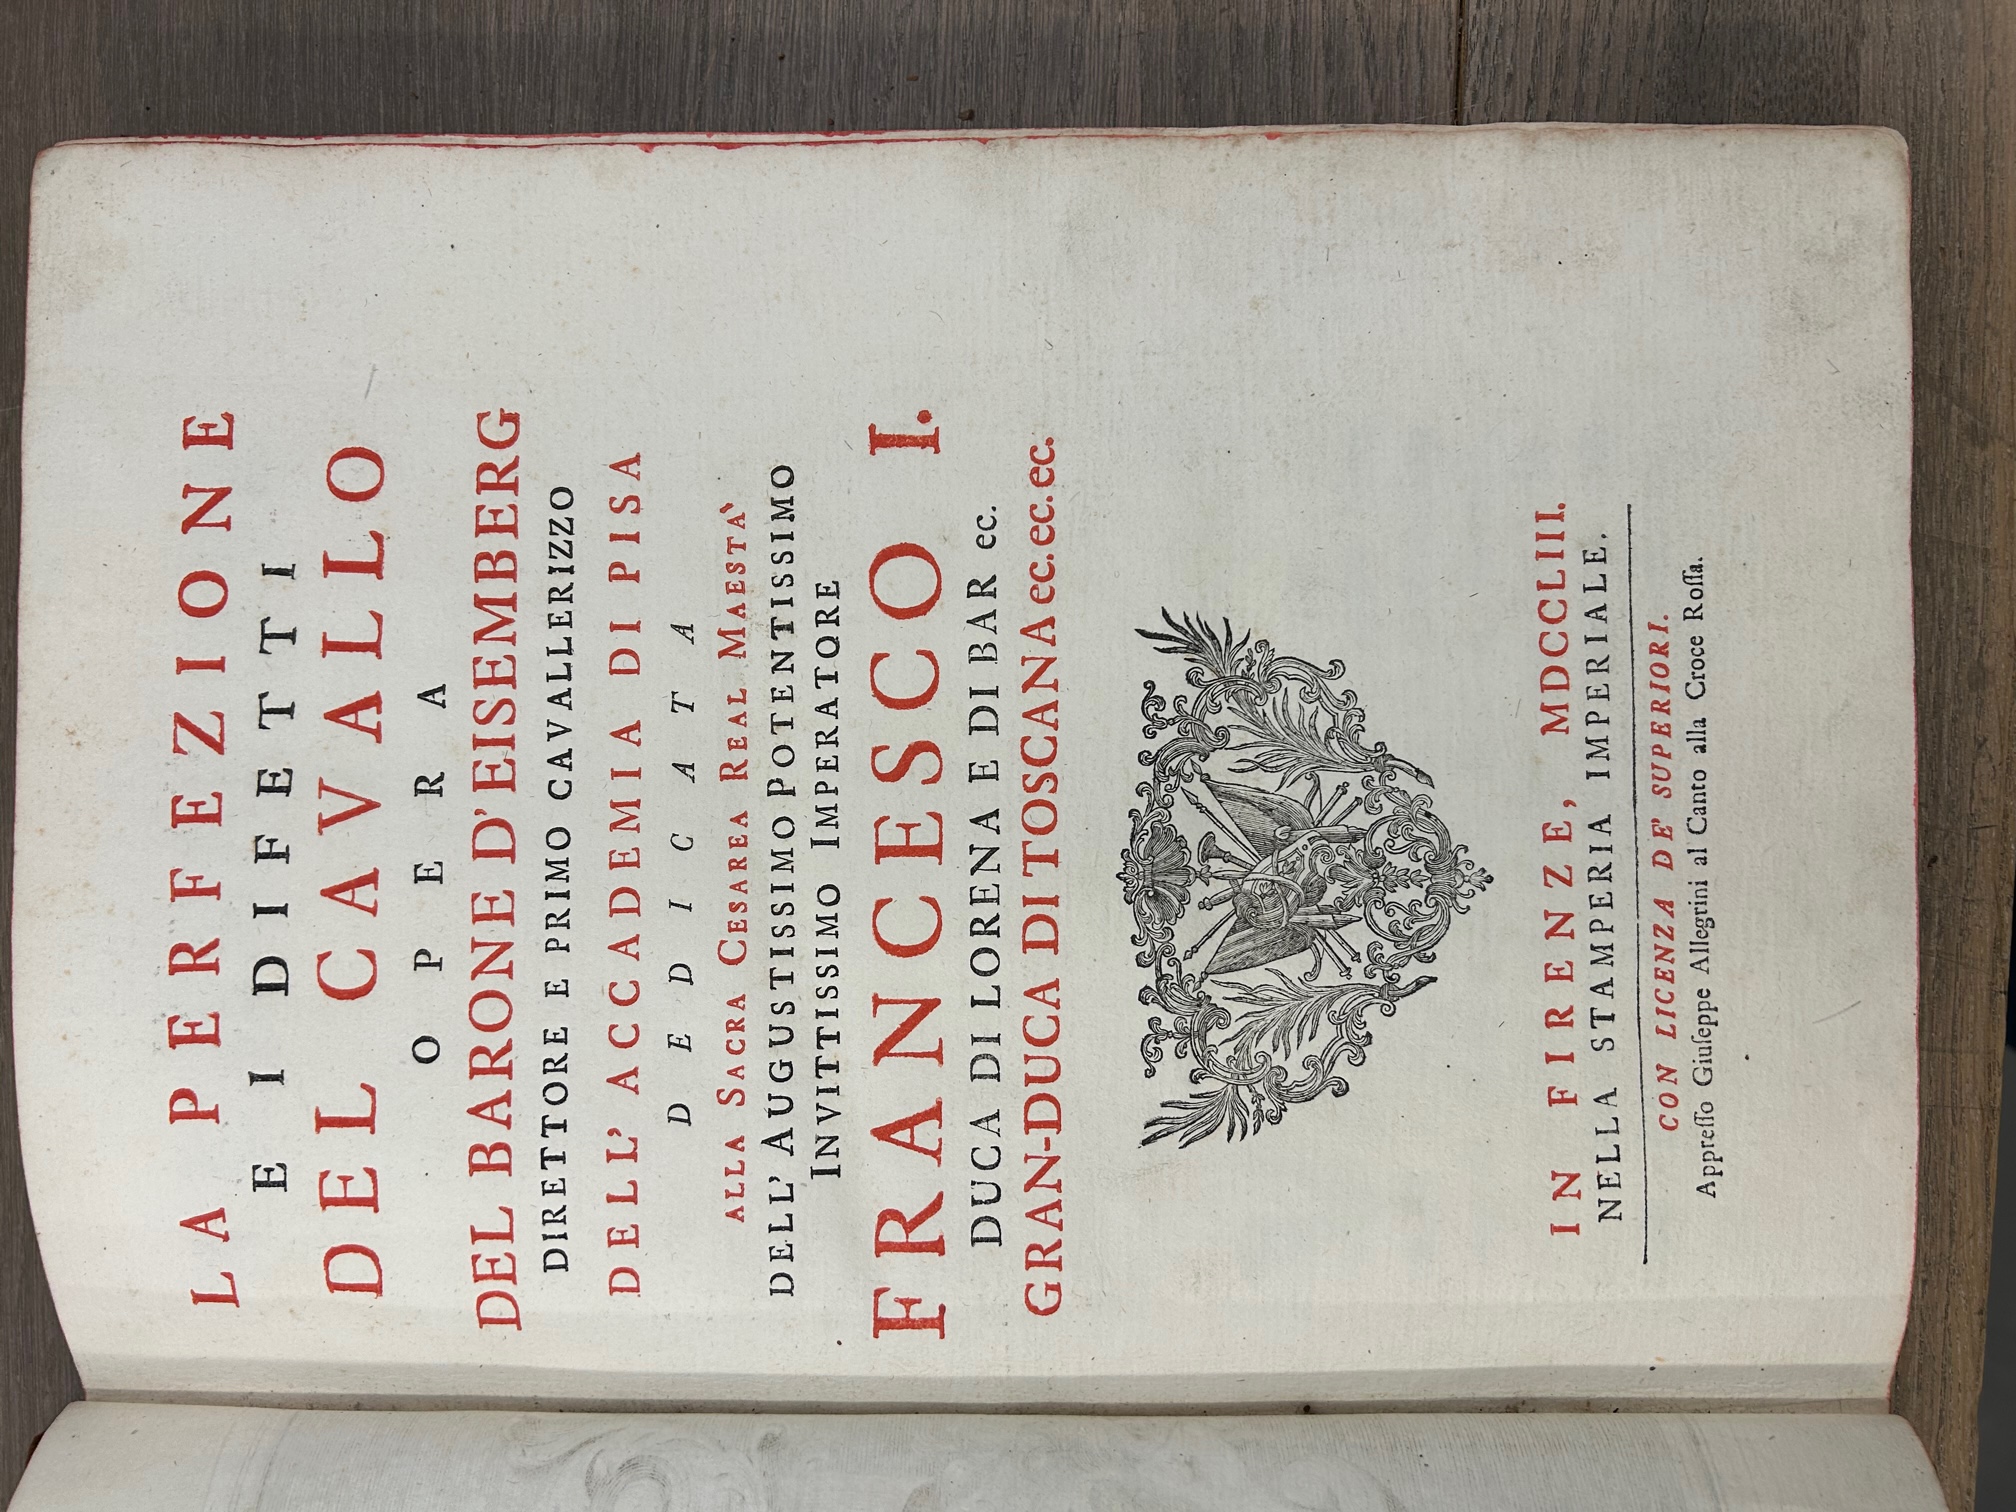 LA PERFEZIONE
E I DIFETTI
DEL CAVALLO
OPERA
DEL BARONE D'EISEMBERG
DIRETTORE E PRIMO CAVALLERIZZO
DELL' ACCADEMIA DI PISA
DEDICATA
ALLA SACRA CESAREA REAL MAESTA'
DELL' AUGUSTISSIMO POTENTISSIMO
INVITTISSIMO IMPERATORE
FRANCESCO I.
DUCA DI LORENA E DI BAR ec.
GRAN-DUCA DI TOSCANA ec.ec.ec.ec.
IN FIRENZE, MDCCLIII.
NELLA STAMPERIA IMPERIALE.
CON LICENZA DE' SUPERIORI.
Appreſſo Giuſeppe Allegrini al Canto alla Croce Roſſa.